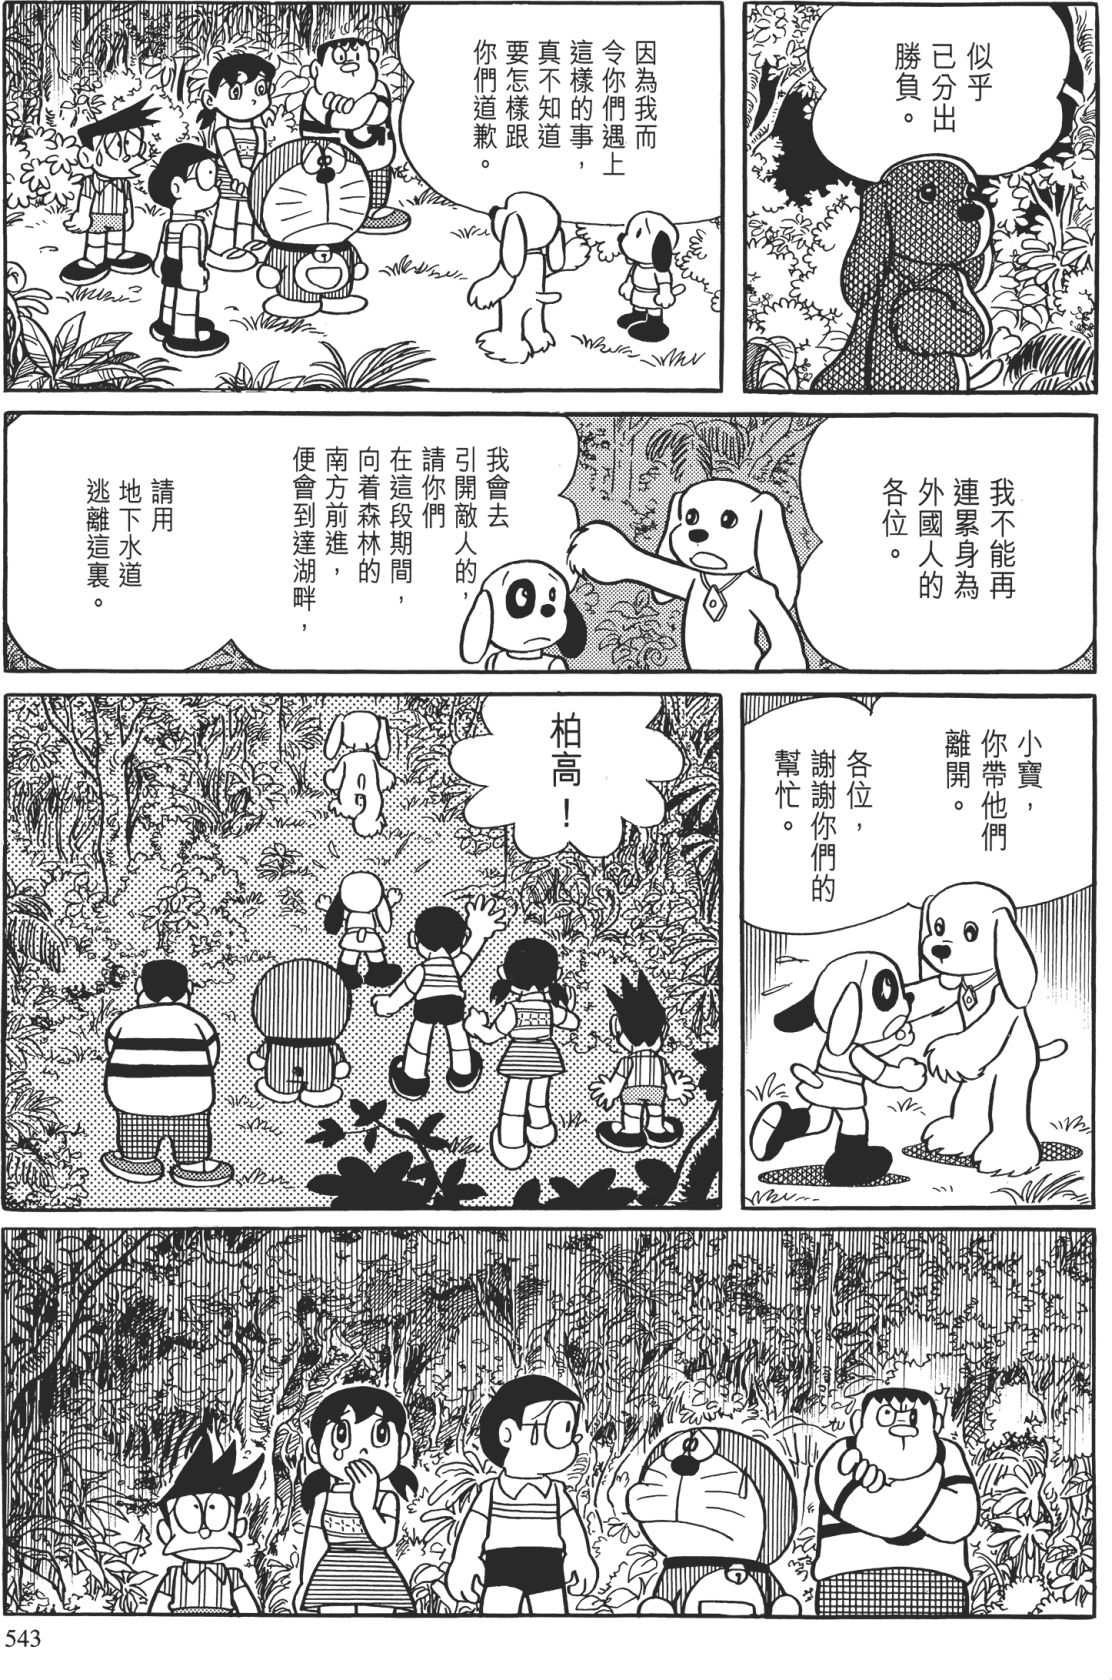 似乎
已分出
勝負。
因為我而
令你們遇上
這樣的事，
真不知道
要怎樣跟
你們道歉。
我不能再
連累身為
外國人的
各位。
我會去
引開敵人的，
請你們
在這段期間，
向着森林的
南方前進，
便會到達湖畔，
請用
地下水道
逃離這裏。
小寶，
你帶他們
離開。
各位，
謝謝你們的
幫忙。
柏高！
543